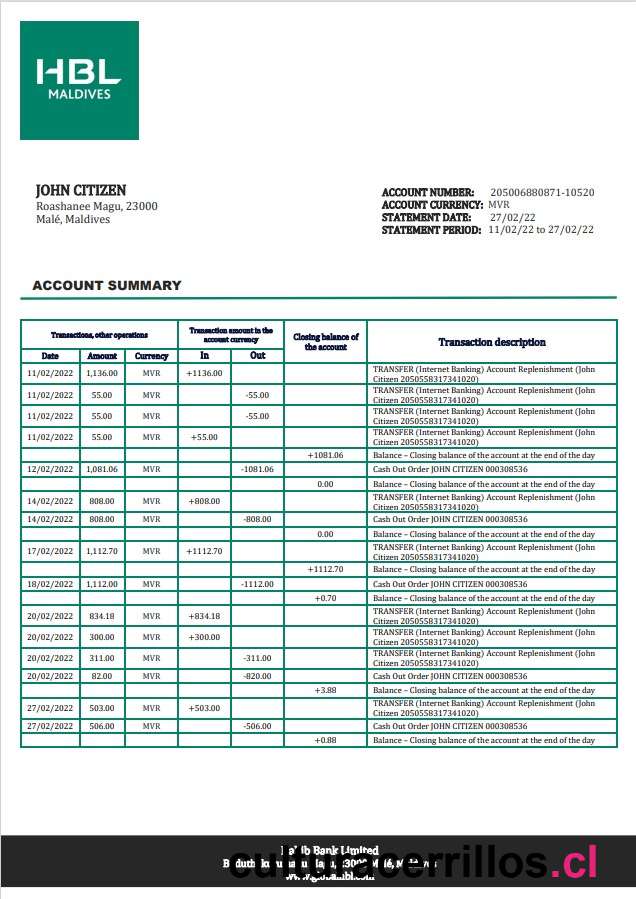 HBL
MALDIVES
JOHN CITIZEN
Roashanee Magu, 23000
Malé, Maldives
ACCOUNT NUMBER: 205006880871-10520
ACCOUNT CURRENCY: MVR
STATEMENT DATE: 27/02/22
STATEMENT PERIOD: 11/02/22 to 27/02/22
ACCOUNT SUMMARY
Transactions, other operations
Transaction amount in the
account currency
Closing balance of
the account
Transaction description
Date Amount Currency In Out
11/02/2022 1,136.00 MVR +1136.00 TRANSFER (Internet Banking) Account Replenishment (John
Citizen 2050558317341020)
11/02/2022 55.00 MVR -55.00 TRANSFER (Internet Banking) Account Replenishment (John
Citizen 2050558317341020)
11/02/2022 55.00 MVR -55.00 TRANSFER (Internet Banking) Account Replenishment (John
Citizen 2050558317341020)
11/02/2022 55.00 MVR +55.00 TRANSFER (Internet Banking) Account Replenishment (John
Citizen 2050558317341020)
+1081.06 Balance – Closing balance of the account at the end of the day
12/02/2022 1,081.06 MVR -1081.06 Cash Out Order JOHN CITIZEN 000308536
0.00 Balance – Closing balance of the account at the end of the day
14/02/2022 808.00 MVR +808.00 TRANSFER (Internet Banking) Account Replenishment (John
Citizen 2050558317341020)
14/02/2022 808.00 MVR -808.00 Cash Out Order JOHN CITIZEN 000308536
0.00 Balance – Closing balance of the account at the end of the day
17/02/2022 1,112.70 MVR +1112.70 TRANSFER (Internet Banking) Account Replenishment (John
Citizen 2050558317341020)
+1112.70 Balance – Closing balance of the account at the end of the day
18/02/2022 1,112.00 MVR -1112.00 Cash Out Order JOHN CITIZEN 000308536
+0.70 Balance – Closing balance of the account at the end of the day
20/02/2022 834.18 MVR +834.18 TRANSFER (Internet Banking) Account Replenishment (John
Citizen 2050558317341020)
20/02/2022 300.00 MVR +300.00 TRANSFER (Internet Banking) Account Replenishment (John
Citizen 2050558317341020)
20/02/2022 311.00 MVR -311.00 TRANSFER (Internet Banking) Account Replenishment (John
Citizen 2050558317341020)
20/02/2022 82.00 MVR -820.00 Cash Out Order JOHN CITIZEN 000308536
+3.88 Balance – Closing balance of the account at the end of the day
27/02/2022 503.00 MVR +503.00 TRANSFER (Internet Banking) Account Replenishment (John
Citizen 2050558317341020)
27/02/2022 506.00 MVR -506.00 Cash Out Order JOHN CITIZEN 000308536
+0.88 Balance – Closing balance of the account at the end of the day
Habib Bank Limited
Magu, 23000 Malé, Maldives
culturacerrillos.cl